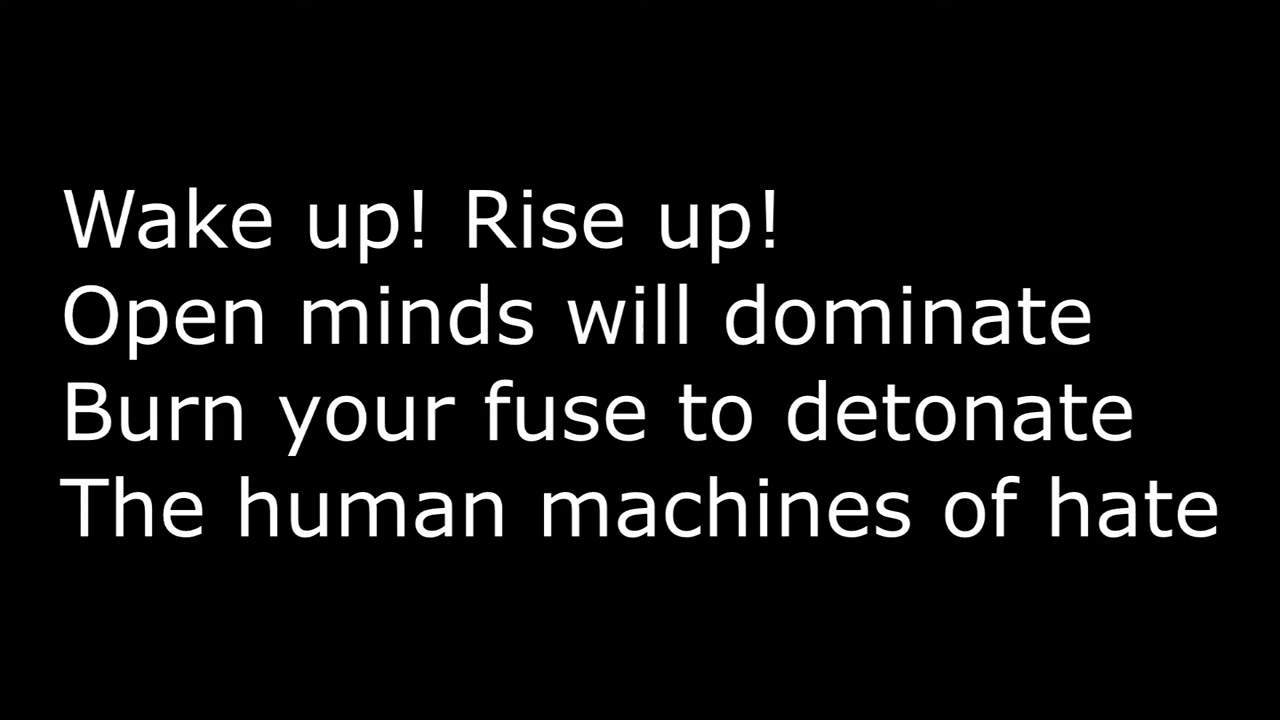 Wake up! Rise up!
Open minds will dominate
Burn your fuse to detonate
The human machines of hate